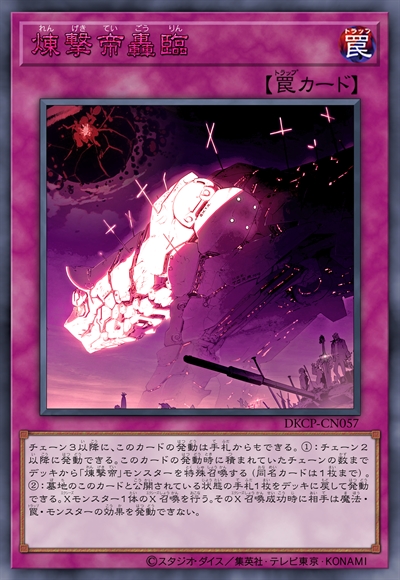 れんげきていごうりん
煉撃帝轟臨
トラップ
罠
トラップ
【罠カード】
DKCP-CN057
チェーン3以降に、このカードの発動は手札からもできる。①：チェーン2
以降に発動できる。このカードの発動時に積まれていたチェーンの数まで
デッキから「煉撃帝」モンスターを特殊召喚する（同名カードは1枚まで）。
②：墓地のこのカードと公開されている以外の手札1枚をデッキに戻して発動
できる。Xモンスター1体のX召喚を行う。そのX召喚成功時に相手は魔法・
罠・モンスターの効果を発動できない。
©スタジオ・ダイス／集英社・テレビ東京・KONAMI